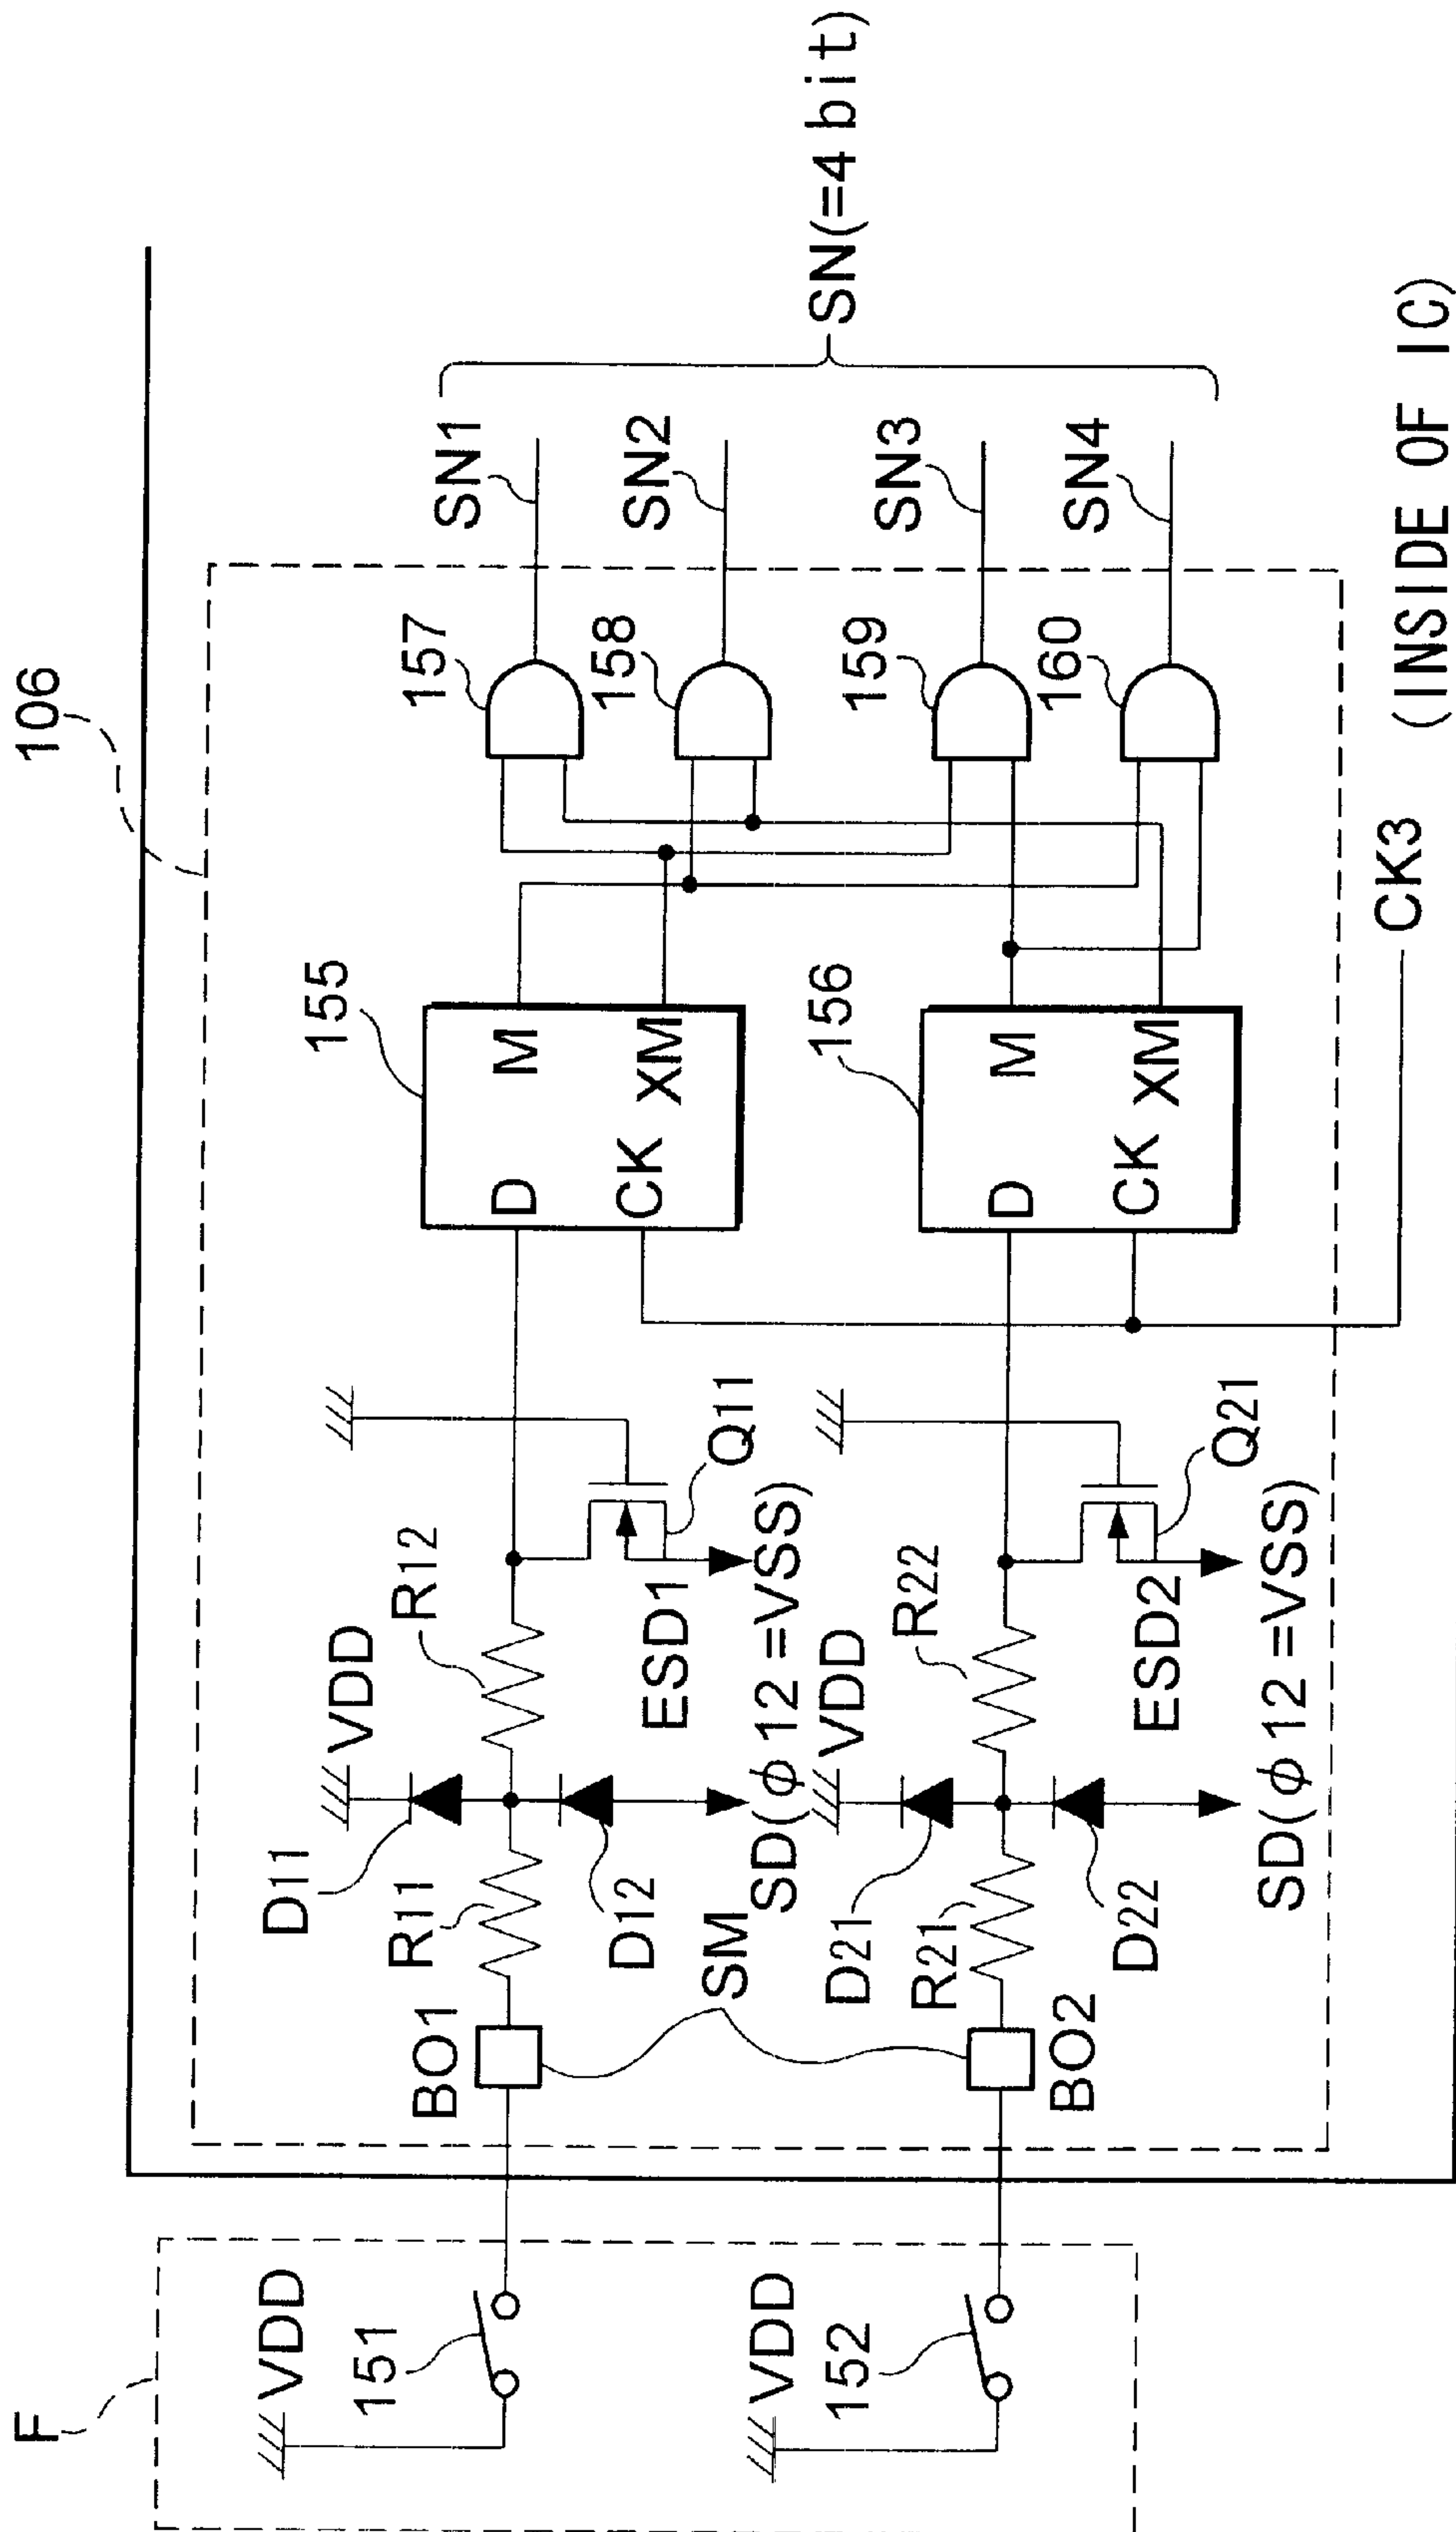 F
VDD
151
VDD
152
106
BO1
R11
D11
VDD
R12
D12
SM
ESD1
Q11
SD(ϕ12=VSS)
BO2
R21
D21
VDD
R22
D22
ESD2
Q21
SD(ϕ12=VSS)
155
D
M
CK
XM
156
D
M
CK
XM
157
158
159
160
SN1
SN2
SN3
SN4
SN(=4bit)
CK3
(INSIDE OF IC)